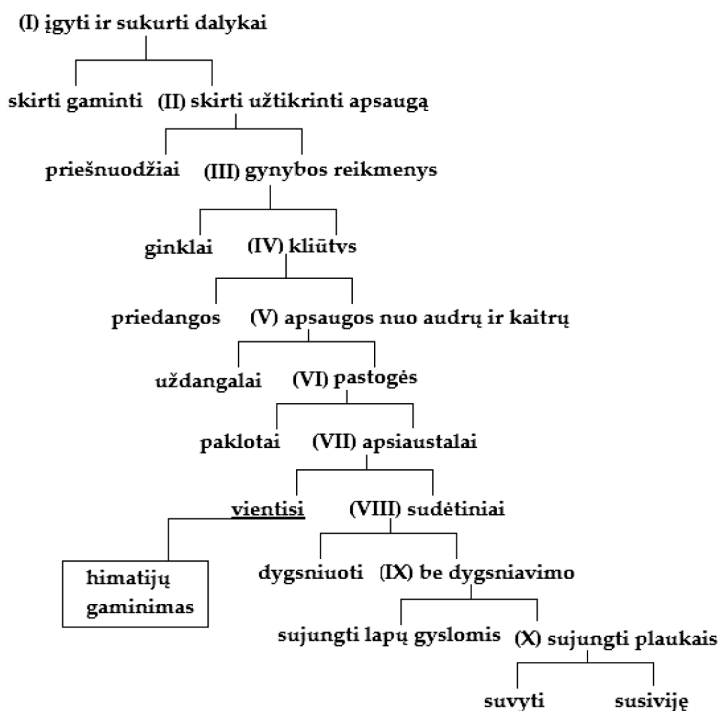 (I) įgyti ir sukurti dalykai
skirti gaminti (II) skirti užtikrinti apsaugą
priešnuodžiai (III) gynybos reikmenys
ginklai (IV) kliūtys
priedangos (V) apsaugos nuo audrų ir kaitrų
uždangalai (VI) pastogės
paklotai (VII) apsiaustalai
vientisi (VIII) sudėtiniai
himatijų
gaminimas
dygsniuoti (IX) be dygsniavimo
sujungti lapų gyslomis (X) sujungti plaukais
suvyti susiviję